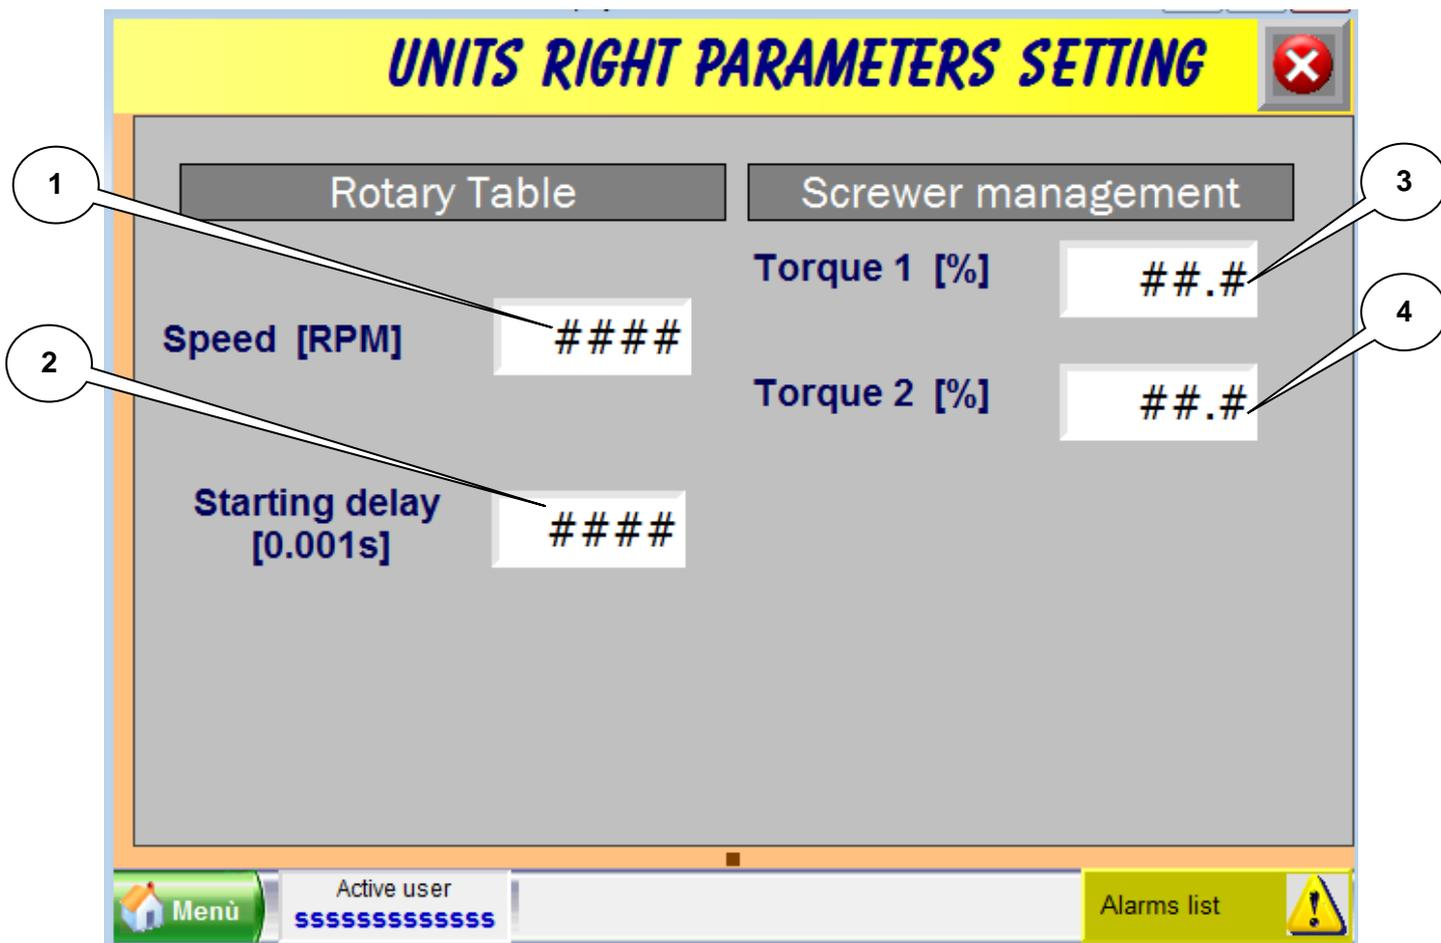 UNITS RIGHT PARAMETERS SETTING
1
Rotary Table
Screwer management
3
Torque 1 [%]
##.#
Speed [RPM]
####
4
2
Torque 2 [%]
##.#
Starting delay
[0.001s]
####
Menù
Active user
sssssssssssss
Alarms list